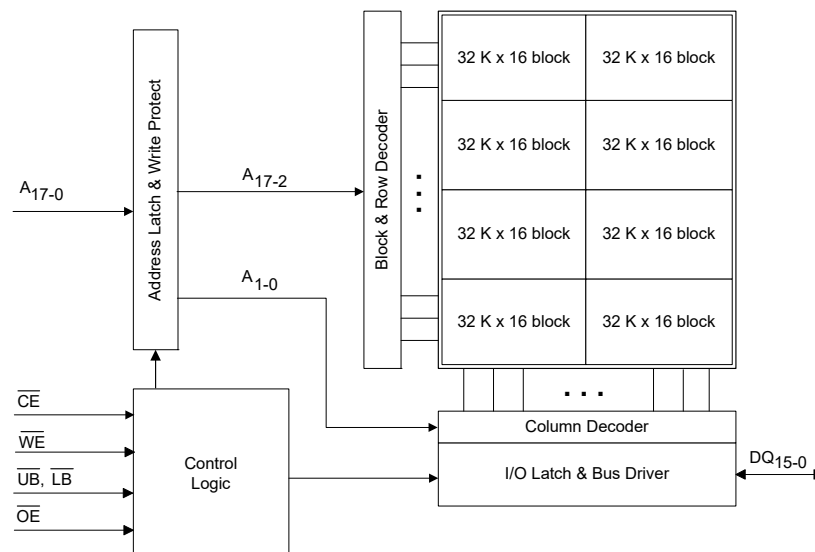 Address Latch & Write Protect
Block & Row Decoder
32 K x 16 block
32 K x 16 block
32 K x 16 block
32 K x 16 block
32 K x 16 block
32 K x 16 block
32 K x 16 block
32 K x 16 block
A17-0
A17-2
A1-0
. . .
. . .
CE
WE
UB, LB
OE
Control
Logic
Column Decoder
I/O Latch & Bus Driver
DQ15-0